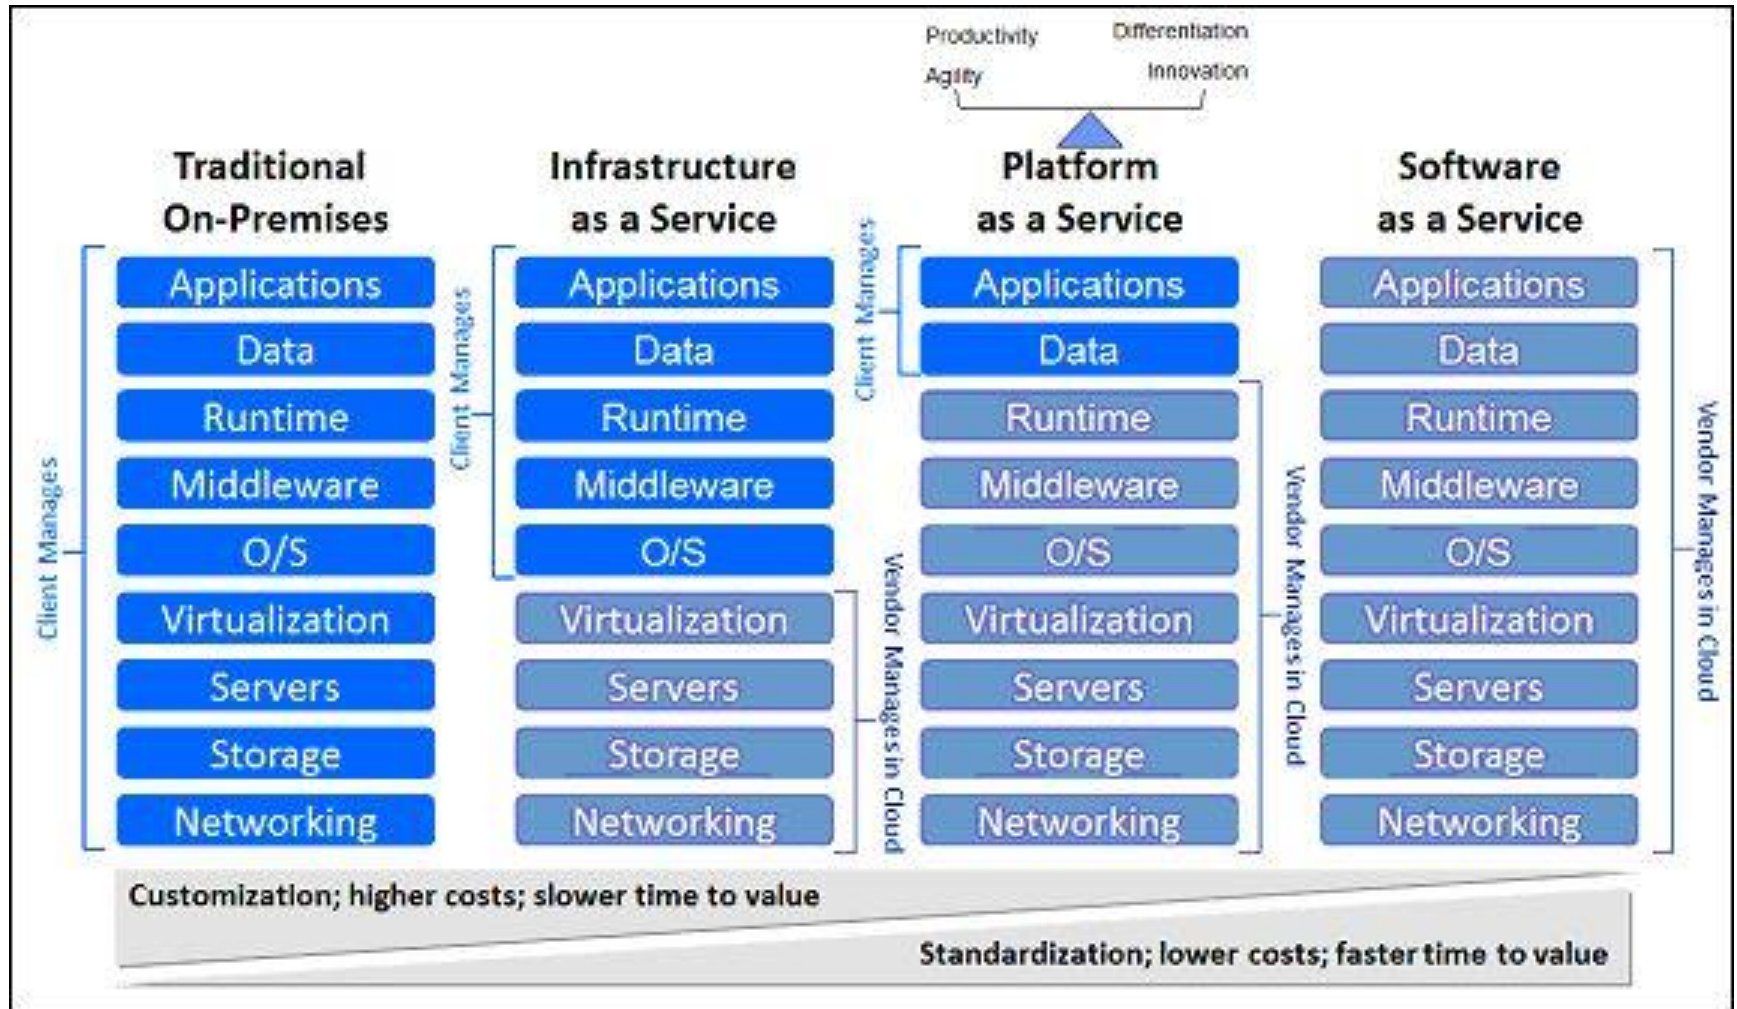 Productivity
Differentiation
Agility
Innovation
Traditional
On-Premises
Infrastructure
as a Service
Platform
as a Service
Software
as a Service
Client Manages
Applications
Data
Runtime
Middleware
O/S
Virtualization
Servers
Storage
Networking
Client Manages
Applications
Data
Runtime
Middleware
O/S
Virtualization
Servers
Storage
Networking
Vendor Manages in Cloud
Client Manages
Applications
Data
Runtime
Middleware
O/S
Virtualization
Servers
Storage
Networking
Vendor Manages in Cloud
Applications
Data
Runtime
Middleware
O/S
Virtualization
Servers
Storage
Networking
Vendor Manages in Cloud
Customization; higher costs; slower time to value
Standardization; lower costs; faster time to value